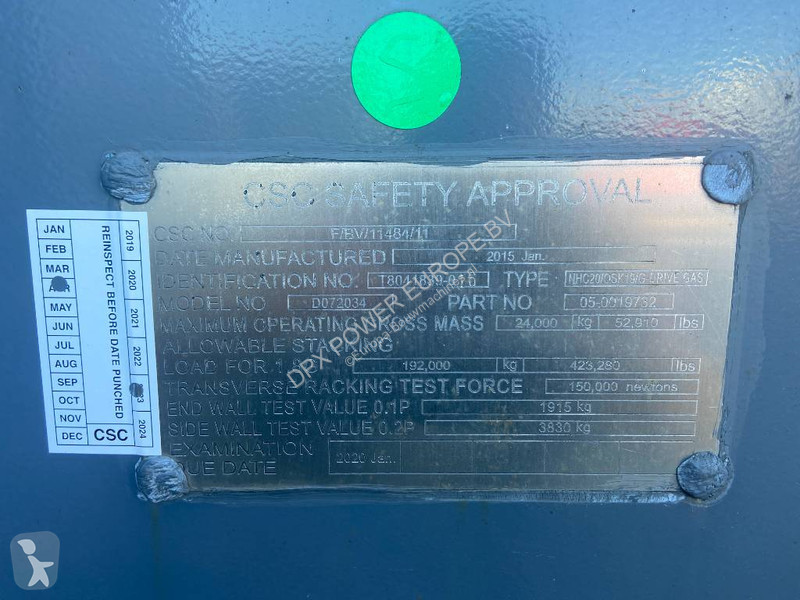 CSC SAFETY APPROVAL
CSC NO. F/BV/11484/11
DATE MANUFACTURED 2015 Jan.
IDENTIFICATION NO. TYPE
MODEL NO D072034 PART NO 05-0019732
MAXIMUM OPERATING GROSS MASS 24,000 kg 52,910 lbs
ALLOWABLE STACKING
LOAD FOR 192,000 kg 423,280 lbs
TRANSVERSE RACKING TEST FORCE 150,000 newtons
END WALL TEST VALUE 0.1P 1915 kg
SIDE WALL TEST VALUE 0.2P 3830 kg
EXAMINATION
DUE DATE 2020 Jan.
JAN
FEB
MAR
MAY
JUN
JUL
AUG
SEP
OCT
NOV
DEC
REINSPECT BEFORE DATE PUNCHED
CSC
2019
2020
2021
2022
2024
DPX POWER EUROPE BV